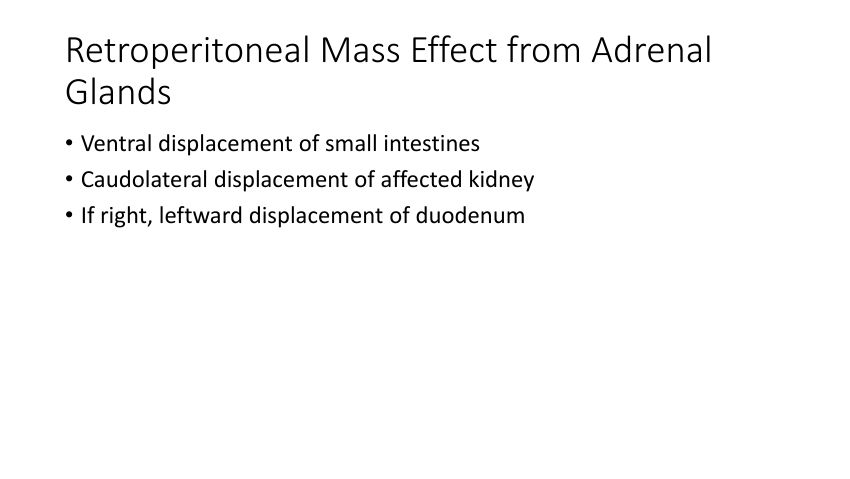 Retroperitoneal Mass Effect from Adrenal
Glands
• Ventral displacement of small intestines
• Caudolateral displacement of affected kidney
• If right, leftward displacement of duodenum